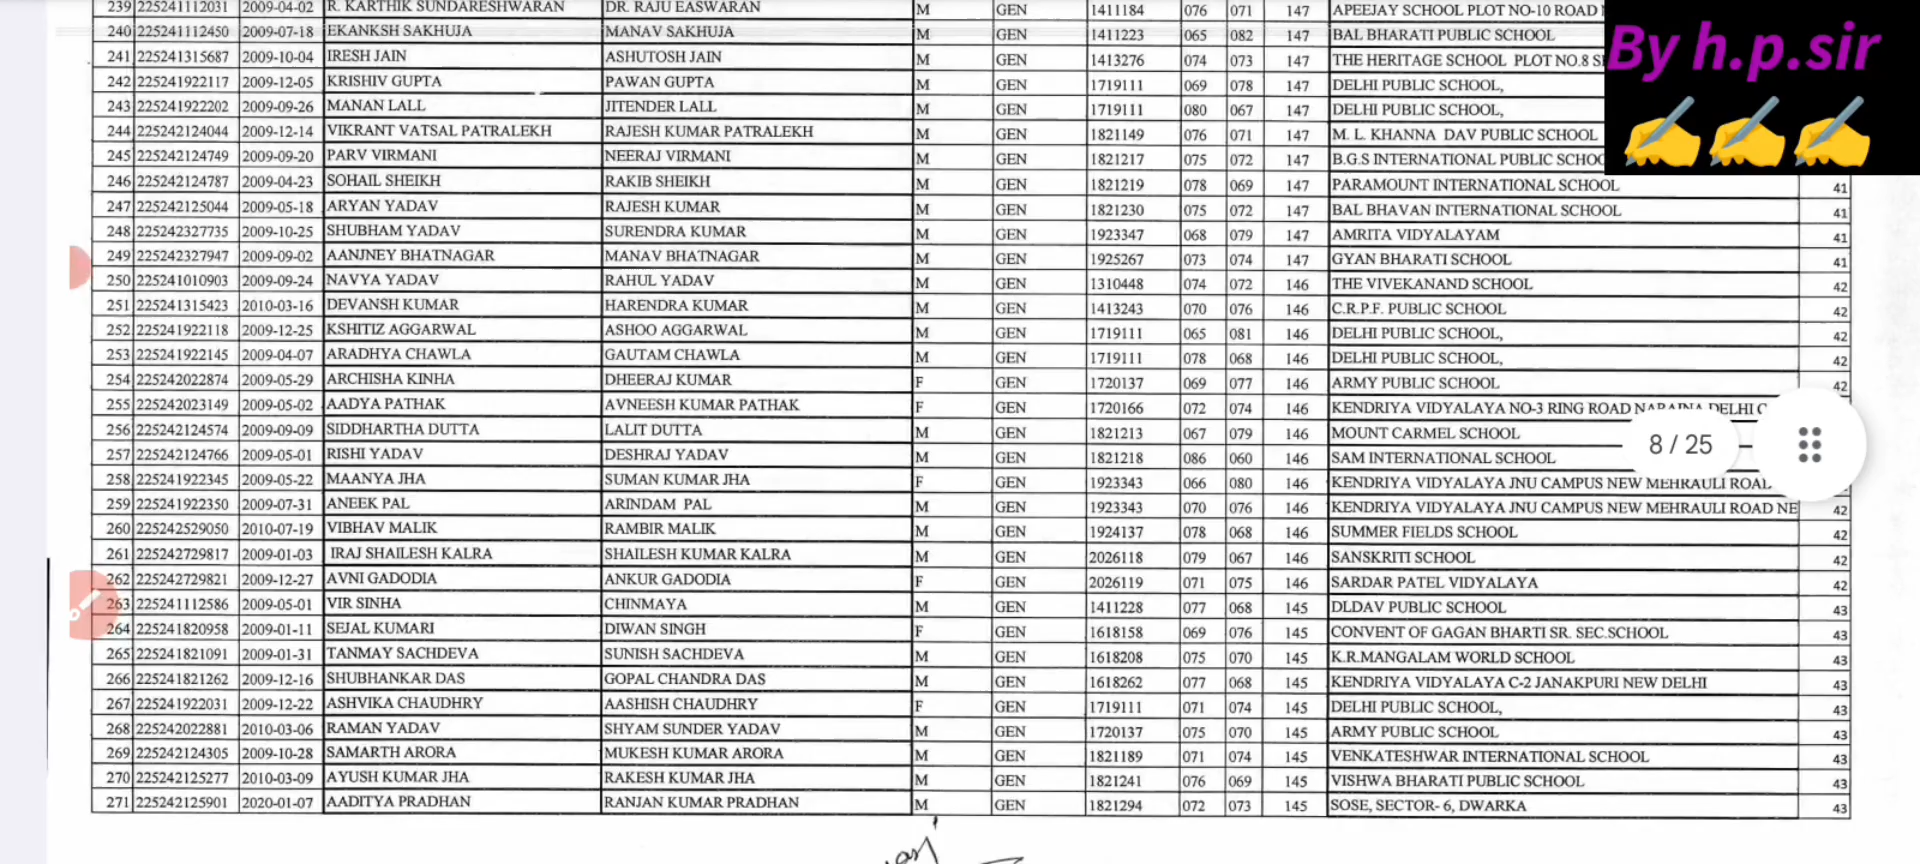 239 225241112031 2009-04-02 R. KARTHIK SUNDARESHWARAN DR. RAJU EASWARAN M GEN 1411184 076 071 147 APEEJAY SCHOOL PLOT NO-10 ROAD
240 225241112450 2009-07-18 EKANKSH SAKHUJA MANAV SAKHUJA M GEN 1411223 065 082 147 BAL BHARATI PUBLIC SCHOOL
241 225241315687 2009-10-04 IRESH JAIN ASHUTOSH JAIN M GEN 1413276 074 073 147 THE HERITAGE SCHOOL PLOT NO.8
242 225241922117 2009-12-05 KRISHIV GUPTA PAWAN GUPTA M GEN 1719111 069 078 147 DELHI PUBLIC SCHOOL,
243 225241922202 2009-09-26 MANAN LALL JITENDER LALL M GEN 1719111 080 067 147 DELHI PUBLIC SCHOOL,
244 225242124044 2009-12-14 VIKRANT VATSAL PATRALEKH RAJESH KUMAR PATRALEKH M GEN 1821149 076 071 147 M. L. KHANNA DAV PUBLIC SCHOOL
245 225242124749 2009-09-20 PARV VIRMANI NEERAJ VIRMANI M GEN 1821217 075 072 147 B.G.S INTERNATIONAL PUBLIC
246 225242124787 2009-04-23 SOHAIL SHEIKH RAKIB SHEIKH M GEN 1821219 078 069 147 PARAMOUNT INTERNATIONAL SCHOOL 41
247 225242125044 2009-05-18 ARYAN YADAV RAJESH KUMAR M GEN 1821230 075 072 147 BAL BHAVAN INTERNATIONAL SCHOOL 41
248 225242327735 2009-10-25 SHUBHAM YADAV SURENDRA KUMAR M GEN 1923347 068 079 147 AMRITA VIDYALAYAM 41
249 225242327947 2009-09-02 AANJNEY BHATNAGAR MANAV BHATNAGAR M GEN 1925267 073 074 147 GYAN BHARATI SCHOOL 41
250 225241010903 2009-09-24 NAVYA YADAV RAHUL YADAV M GEN 1310448 074 072 146 THE VIVEKANAND SCHOOL 42
251 225241315423 2010-03-16 DEVANSH KUMAR HARENDRA KUMAR M GEN 1413243 070 076 146 C.R.P.F. PUBLIC SCHOOL 42
252 225241922118 2009-12-25 KSHITIZ AGGARWAL ASHOO AGGARWAL M GEN 1719111 065 081 146 DELHI PUBLIC SCHOOL, 42
253 225241922145 2009-04-07 ARADHYA CHAWLA GAUTAM CHAWLA M GEN 1719111 078 068 146 DELHI PUBLIC SCHOOL, 42
254 225242022874 2009-05-29 ARCHISHA KINHA DHEERAJ KUMAR F GEN 1720137 069 077 146 ARMY PUBLIC SCHOOL 42
255 225242023149 2009-05-02 AADYA PATHAK AVNEESH KUMAR PATHAK F GEN 1720166 072 074 146 KENDRIYA VIDYALAYA NO-3 RING ROAD NARAINA DELHI C
256 225242124574 2009-09-09 SIDDHARTHA DUTTA LALIT DUTTA M GEN 1821213 067 079 146 MOUNT CARMEL SCHOOL
257 225242124766 2009-05-01 RISHI YADAV DESHRAJ YADAV M GEN 1821218 086 060 146 SAM INTERNATIONAL SCHOOL
258 225241922345 2009-05-22 MAANYA JHA SUMAN KUMAR JHA F GEN 1923343 066 080 146 KENDRIYA VIDYALAYA JNU CAMPUS NEW MEHRAULI ROAD
259 225241922350 2009-07-31 ANEEK PAL ARINDAM PAL M GEN 1923343 070 076 146 KENDRIYA VIDYALAYA JNU CAMPUS NEW MEHRAULI ROAD NE 42
260 225242529050 2010-07-19 VIBHAV MALIK RAMBIR MALIK M GEN 1924137 078 068 146 SUMMER FIELDS SCHOOL 42
261 225242729817 2009-01-03 IRAJ SHAILESH KALRA SHAILESH KUMAR KALRA M GEN 2026118 079 067 146 SANSKRITI SCHOOL 42
262 225242729821 2009-12-27 AVNI GADODIA ANKUR GADODIA F GEN 2026119 071 075 146 SARDAR PATEL VIDYALAYA 42
263 225241112586 2009-05-01 VIR SINHA CHINMAYA M GEN 1411228 077 068 145 DLDAV PUBLIC SCHOOL 43
264 225241820958 2009-01-11 SEJAL KUMARI DIWAN SINGH F GEN 1618158 069 076 145 CONVENT OF GAGAN BHARTI SR. SEC.SCHOOL 43
265 225241821091 2009-01-31 TANMAY SACHDEVA SUNISH SACHDEVA M GEN 1618208 075 070 145 K.R.MANGALAM WORLD SCHOOL 43
266 225241821262 2009-12-16 SHUBHANKAR DAS GOPAL CHANDRA DAS M GEN 1618262 077 068 145 KENDRIYA VIDYALAYA C-2 JANAKPURI NEW DELHI 43
267 225241922031 2009-12-22 ASHVIKA CHAUDHRY AASHISH CHAUDHRY F GEN 1719111 071 074 145 DELHI PUBLIC SCHOOL, 43
268 225242022881 2010-03-06 RAMAN YADAV SHYAM SUNDER YADAV M GEN 1720137 075 070 145 ARMY PUBLIC SCHOOL 43
269 225242124305 2009-10-28 SAMARTH ARORA MUKESH KUMAR ARORA M GEN 1821189 071 074 145 VENKATESHWAR INTERNATIONAL SCHOOL 43
270 225242125277 2010-03-09 AYUSH KUMAR JHA RAKESH KUMAR JHA M GEN 1821241 076 069 145 VISHWA BHARATI PUBLIC SCHOOL 43
271 225242125901 2020-01-07 AADITYA PRADHAN RANJAN KUMAR PRADHAN M GEN 1821294 072 073 145 SOSE, SECTOR- 6, DWARKA 43
By h.p.sir
8 / 25